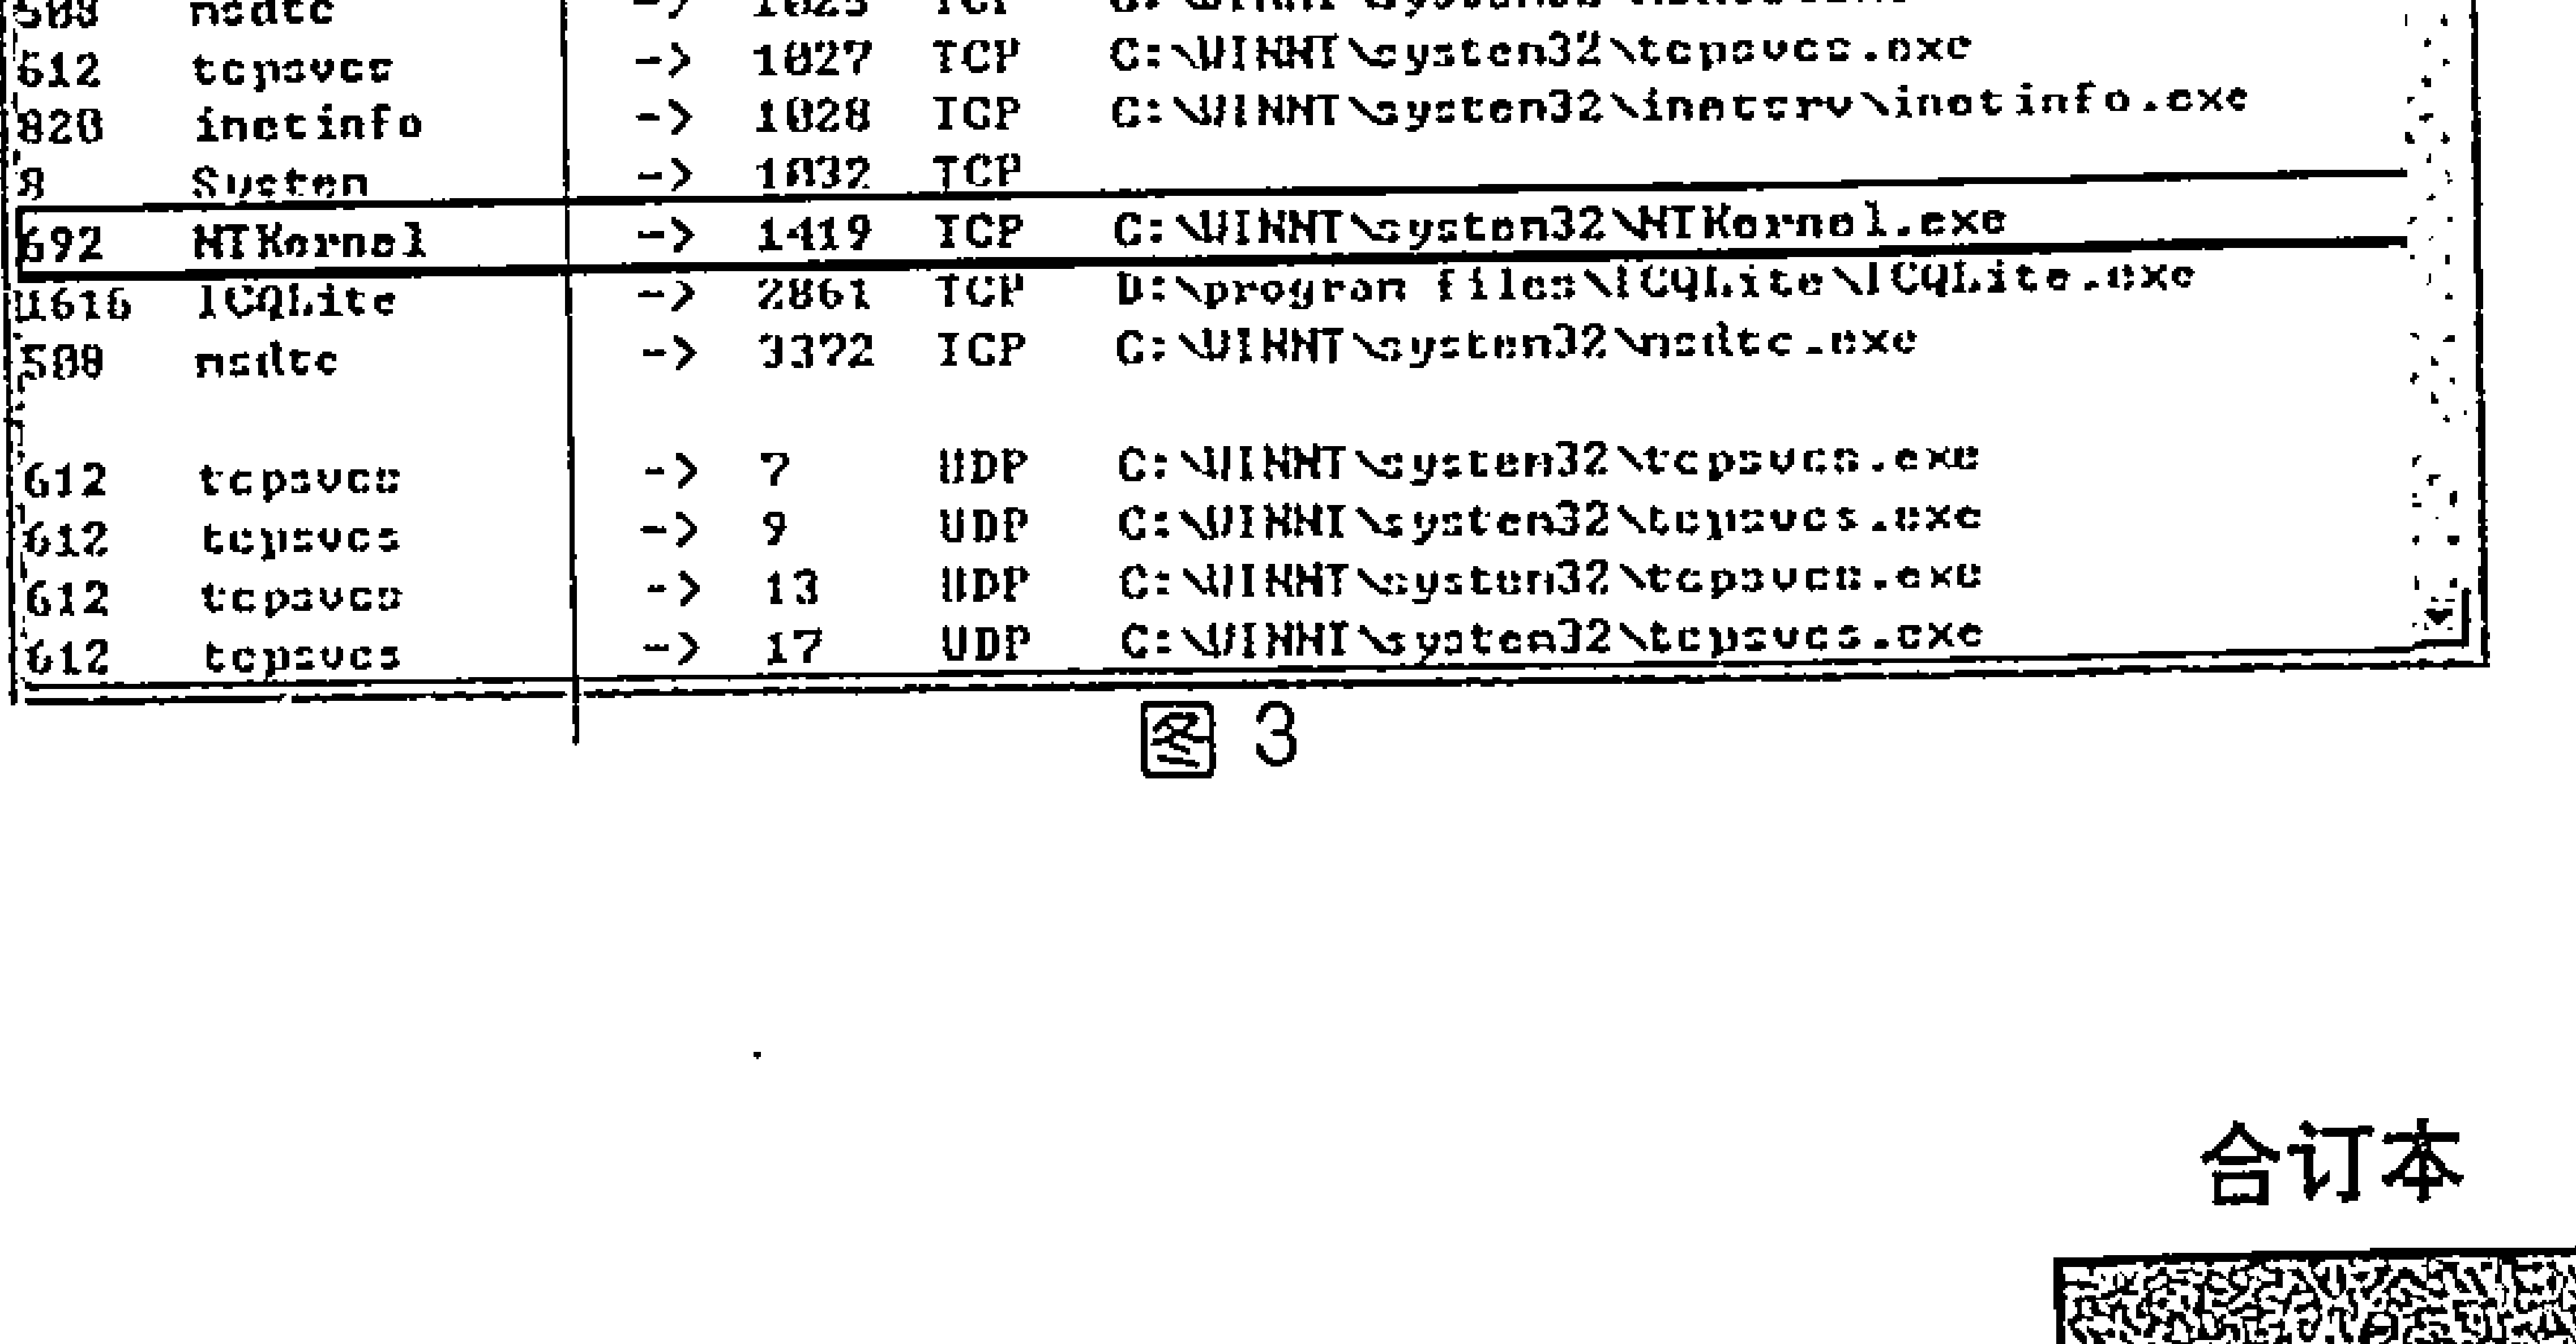 508 msdtc -> 1025 TCP
612 tcpsvcs -> 1027 TCP C:\WINNT\system32\tcpsvcs.exe
820 inetinfo -> 1028 TCP C:\WINNT\system32\inetsrv\inetinfo.exe
8 System -> 1032 TCP
692 NTKernel -> 1419 TCP C:\WINNT\system32\NTKernel.exe
1616 ICQLite -> 2861 TCP D:\program files\ICQLite\ICQLite.exe
508 msdtc -> 3372 TCP C:\WINNT\system32\msdtc.exe
612 tcpsvcs -> 7 UDP C:\WINNT\system32\tcpsvcs.exe
612 tcpsvcs -> 9 UDP C:\WINNT\system32\tcpsvcs.exe
612 tcpsvcs -> 13 UDP C:\WINNT\system32\tcpsvcs.exe
612 tcpsvcs -> 17 UDP C:\WINNT\system32\tcpsvcs.exe
图 3
合订本